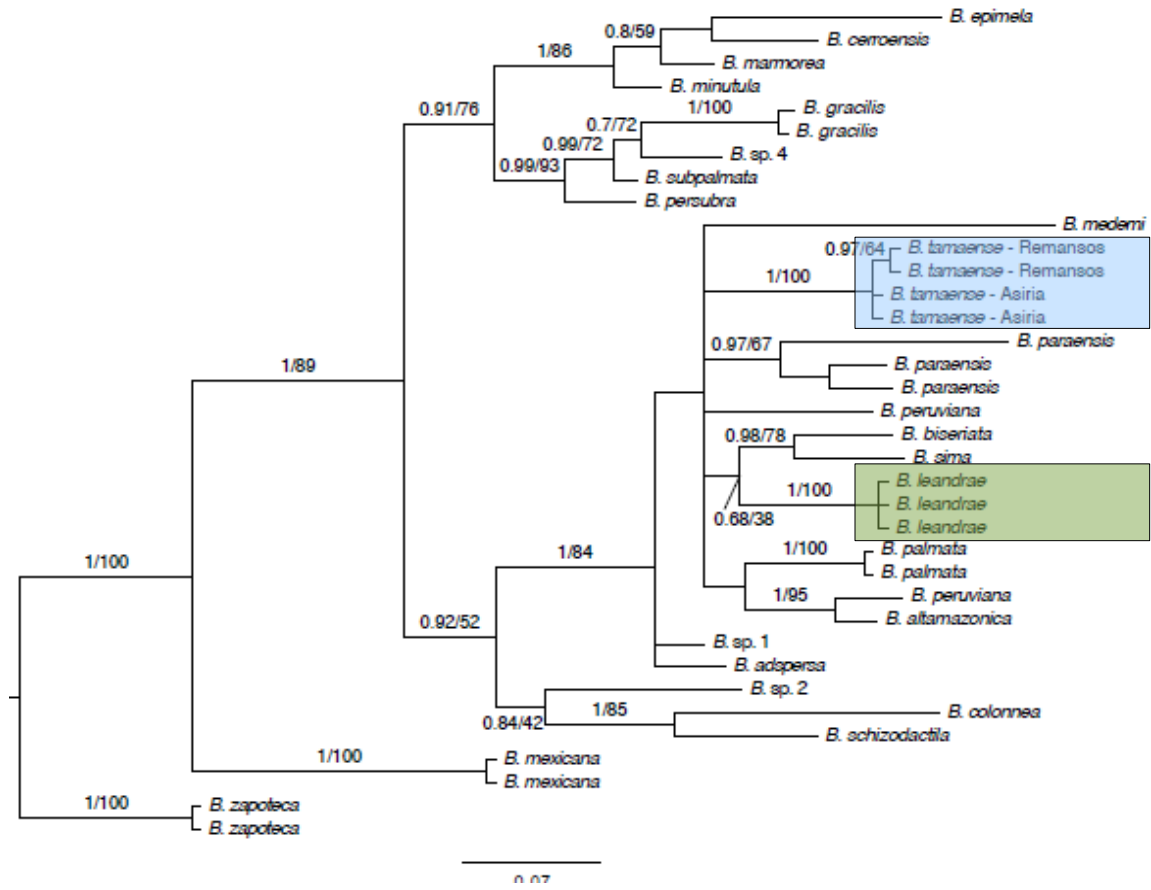 B. epimela
0.8/59
B. cerroensis
1/86
B. marmorea
B. minutula
0.91/76
1/100
B. gracilis
0.7/72
B. gracilis
0.99/72
B. sp. 4
0.99/93
B. subpalmata
B. persubra
B. medemi
0.97/64
B. tamaense - Remansos
1/100
B. tamaense - Remansos
B. tamaense - Asiria
B. tamaense - Asiria
0.97/67
B. paraensis
1/89
B. paraensis
B. paraensis
B. peruviana
0.98/78
B. biseriata
B. sima
1/100
B. leandrae
B. leandrae
0.68/38
B. leandrae
1/84
1/100
B. palmata
1/100
B. palmata
1/95
B. peruviana
0.92/52
B. altamazonica
B. sp. 1
B. adspersa
B. sp. 2
0.84/42
1/85
B. colonnea
B. schizodactila
1/100
B. mexicana
B. mexicana
1/100
B. zapoteca
B. zapoteca
0.07